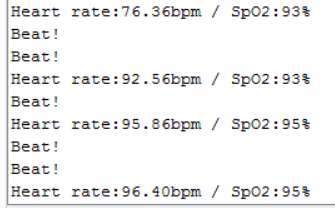 Heart rate:76.36bpm / SpO2:93%
Beat!
Beat!
Heart rate:92.56bpm / SpO2:93%
Beat!
Heart rate:95.86bpm / SpO2:95%
Beat!
Beat!
Heart rate:96.40bpm / SpO2:95%